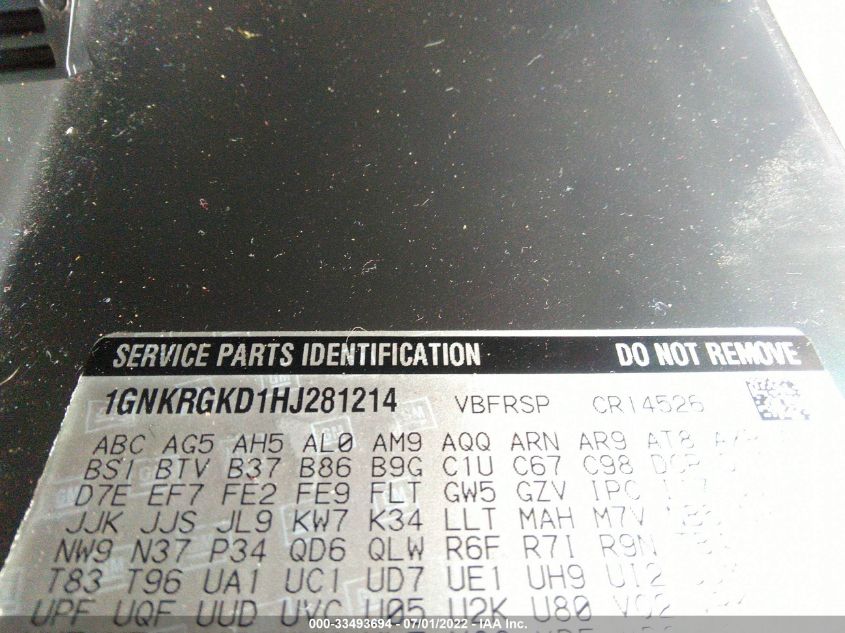 SERVICE PARTS IDENTIFICATION DO NOT REMOVE
1GNKRGKD1HJ281214 VBFRSP CR14526
ABC AG5 AH5 AL0 AM9 AQQ ARN AR9 AT8
BS1 BTV B37 B86 B9G C1U C67 C98
D7E EF7 FE2 FE9 FLT GW5 GZV IPC
JJK JJS JL9 KW7 K34 LLT MAH M7V
NW9 N37 P34 QD6 QLW R6F R7I R9N
T83 T96 UA1 UC1 UD7 UE1 UH9 UI2
UPF UQF UUD UVC U05 U2K U80 VC2
000-33493694 / 07/01/2022 - IAA Inc.